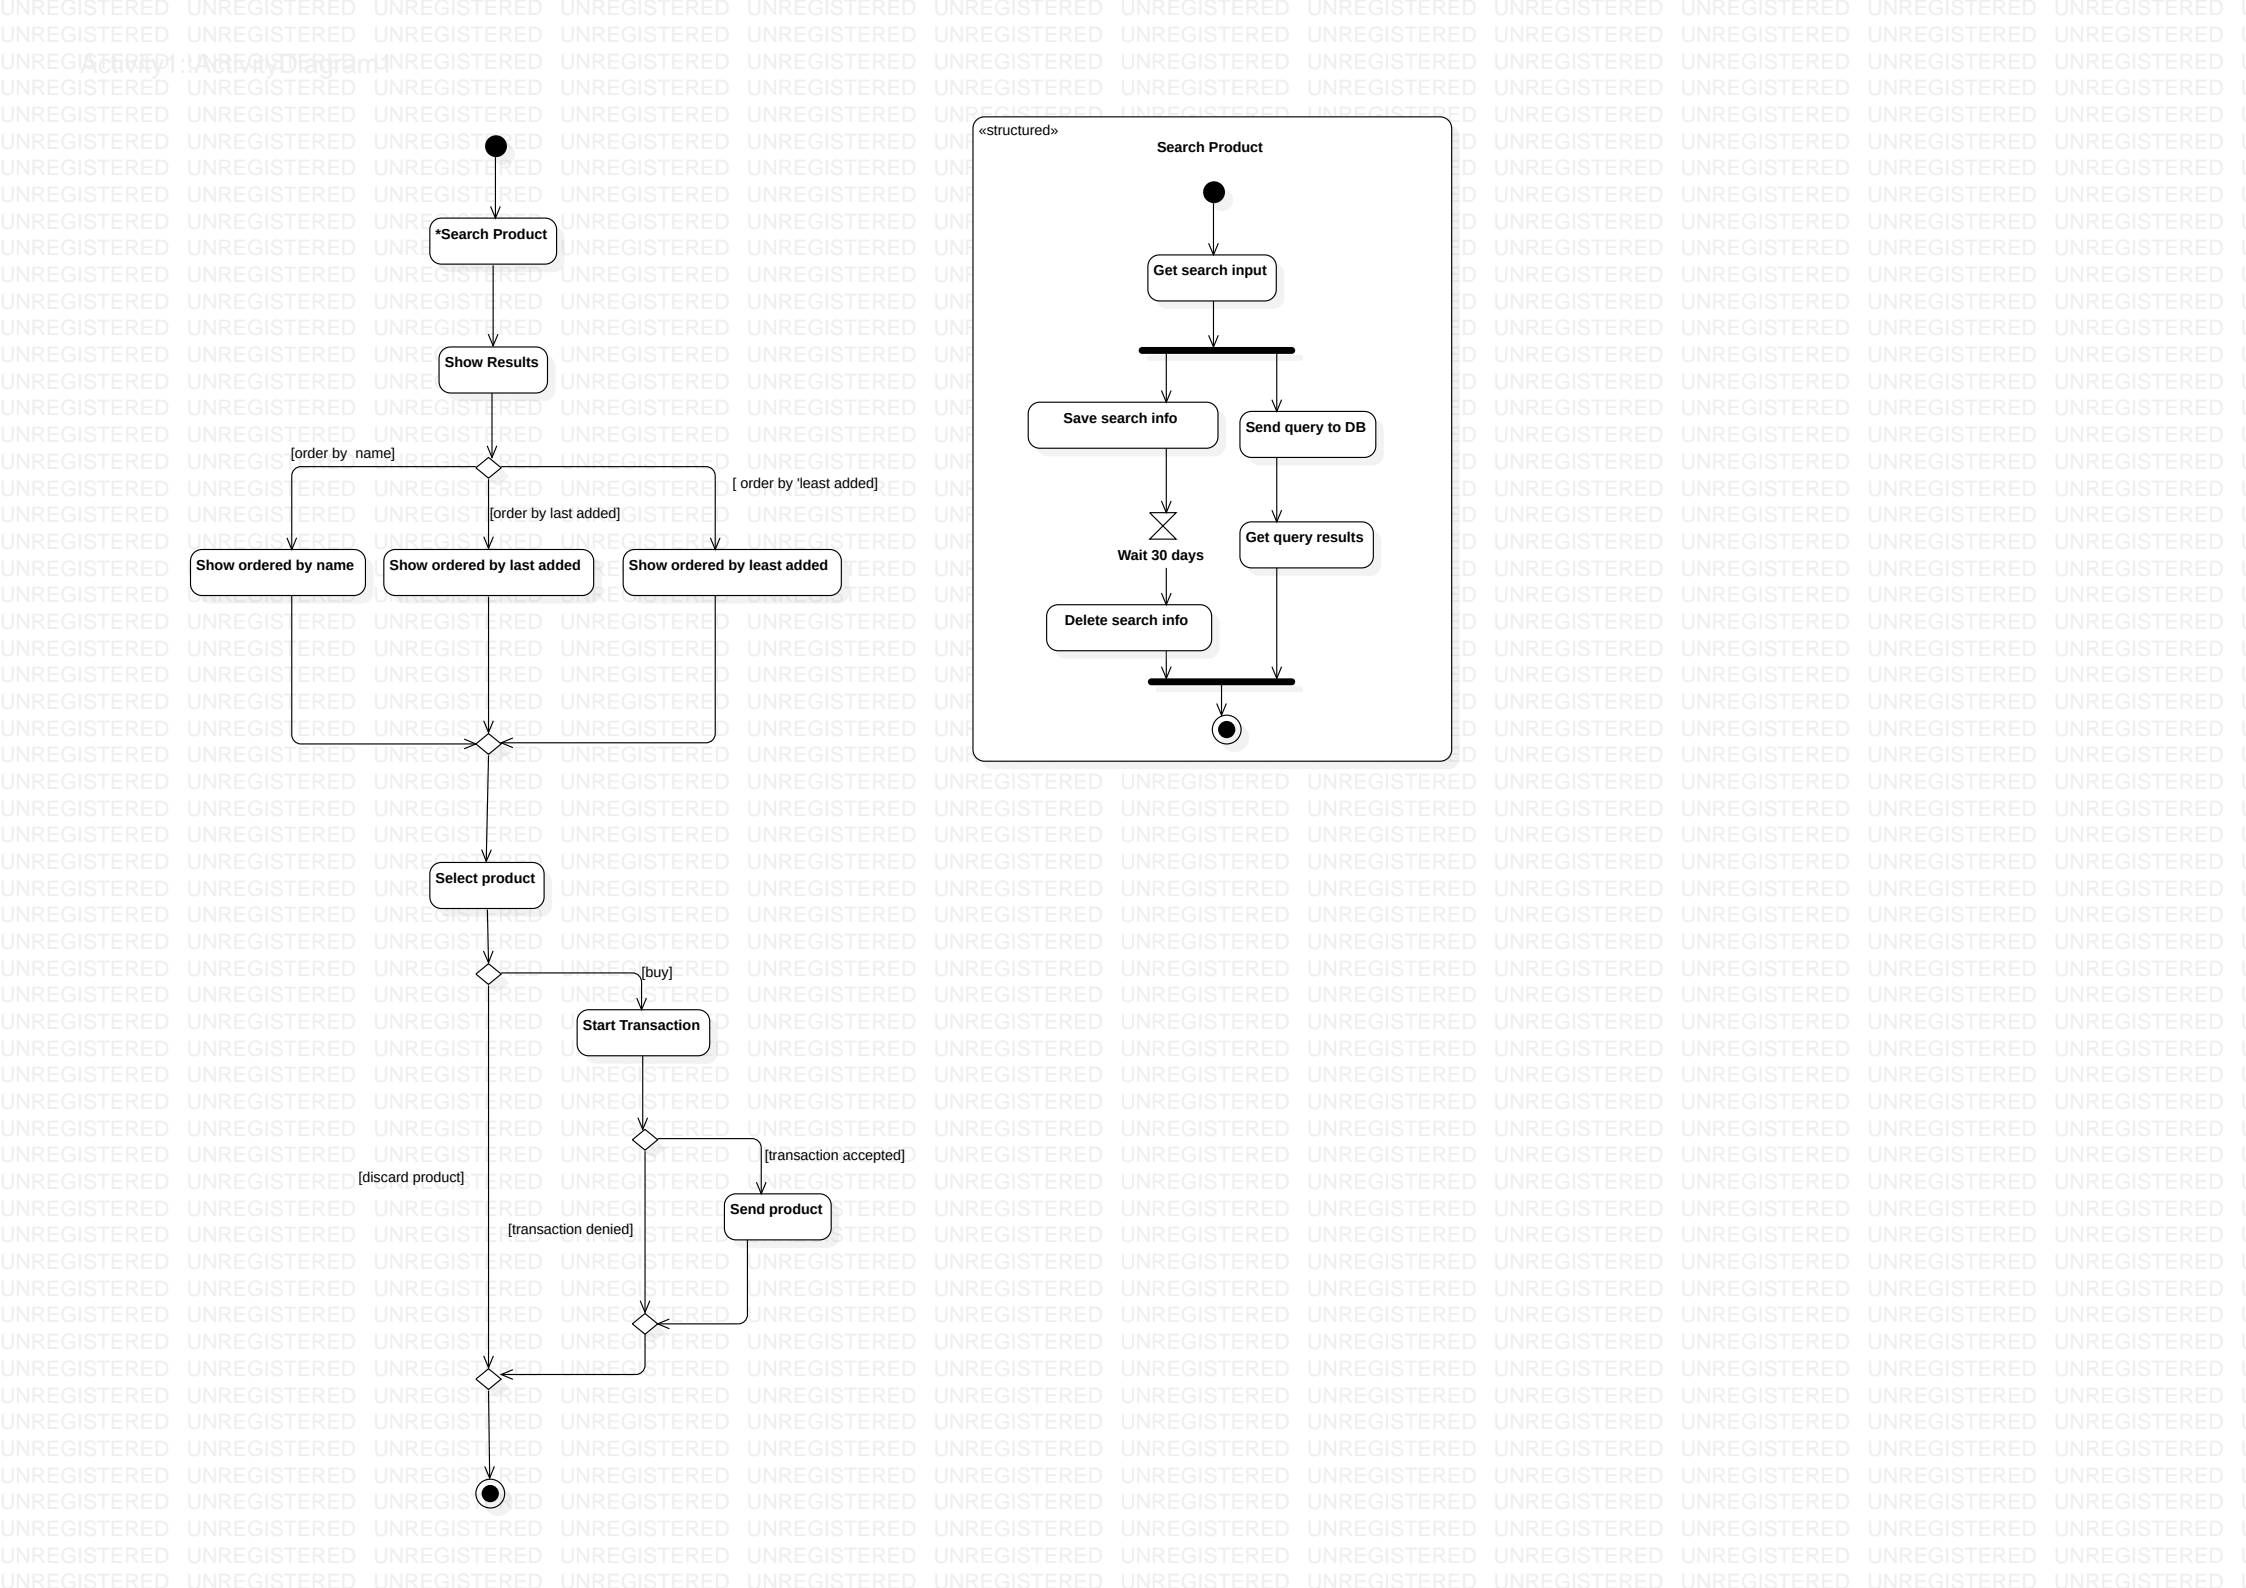 Activity1::ActivityDiagram1
«structured»
Search Product
*Search Product
Get search input
Show Results
Save search info
Send query to DB
[order by  name]
[ order by 'least added]
[order by last added]
Wait 30 days
Get query results
Show ordered by name
Show ordered by last added
Show ordered by least added
Delete search info
Select product
[buy]
Start Transaction
[transaction accepted]
[discard product]
Send product
[transaction denied]
UNREGISTERED